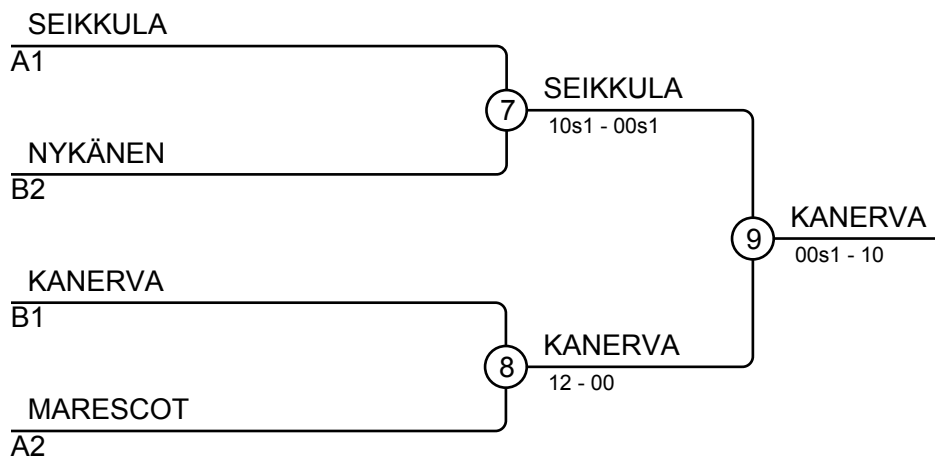 SEIKKULA
A1
7
SEIKKULA
10s1 - 00s1
NYKÄNEN
B2
9
KANERVA
00s1 - 10
KANERVA
B1
8
KANERVA
12 - 00
MARESCOT
A2